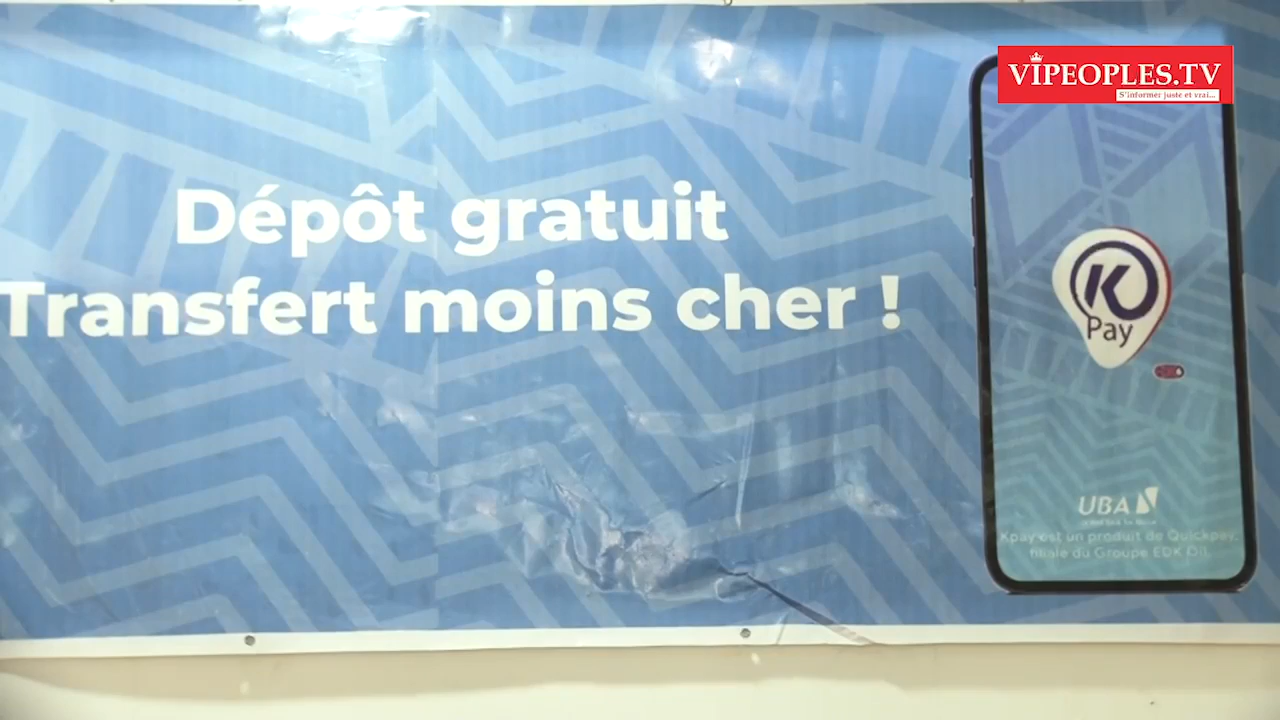 VIPEOPLES.TV
S'informer juste et vrai...
Dépôt gratuit
Transfert moins cher !
K
Pay
UBA
Kpay est un produit de Quickpay,
filiale du Groupe EDK Oil.